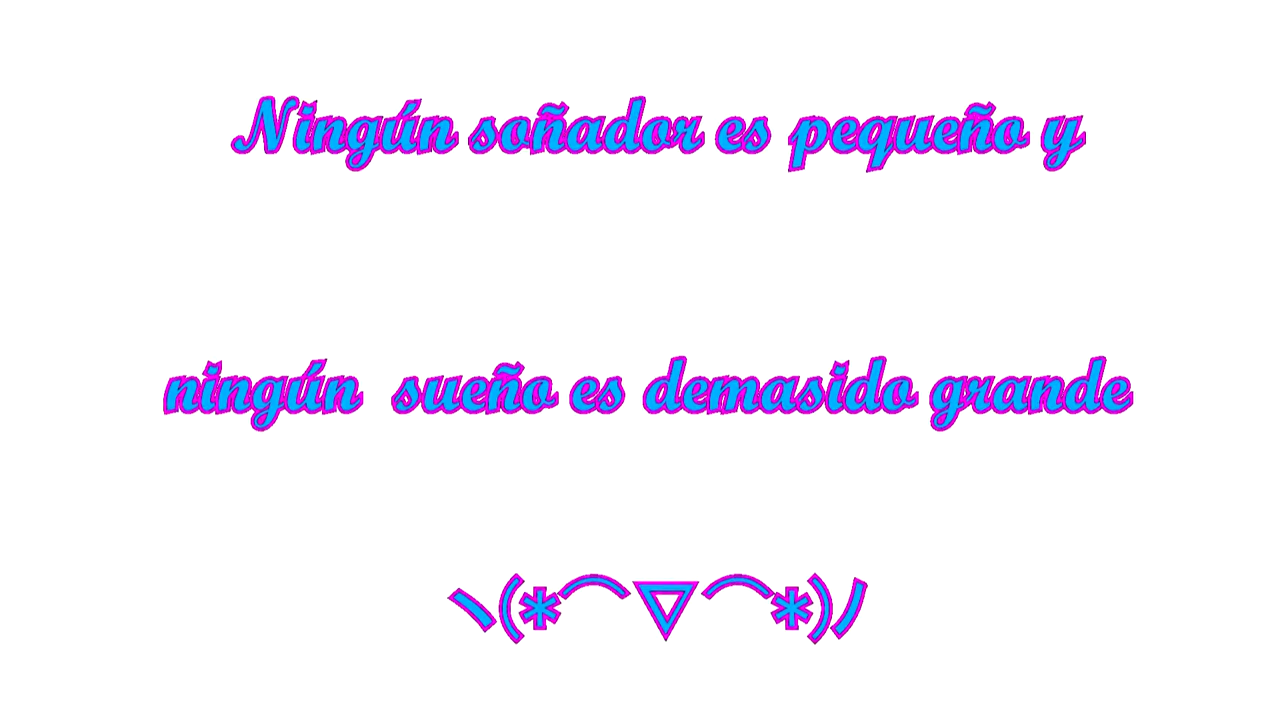 Ningún soñador es pequeño y
ningún  sueño es demasido grande
ヽ(*⌒▽⌒*)ﾉ